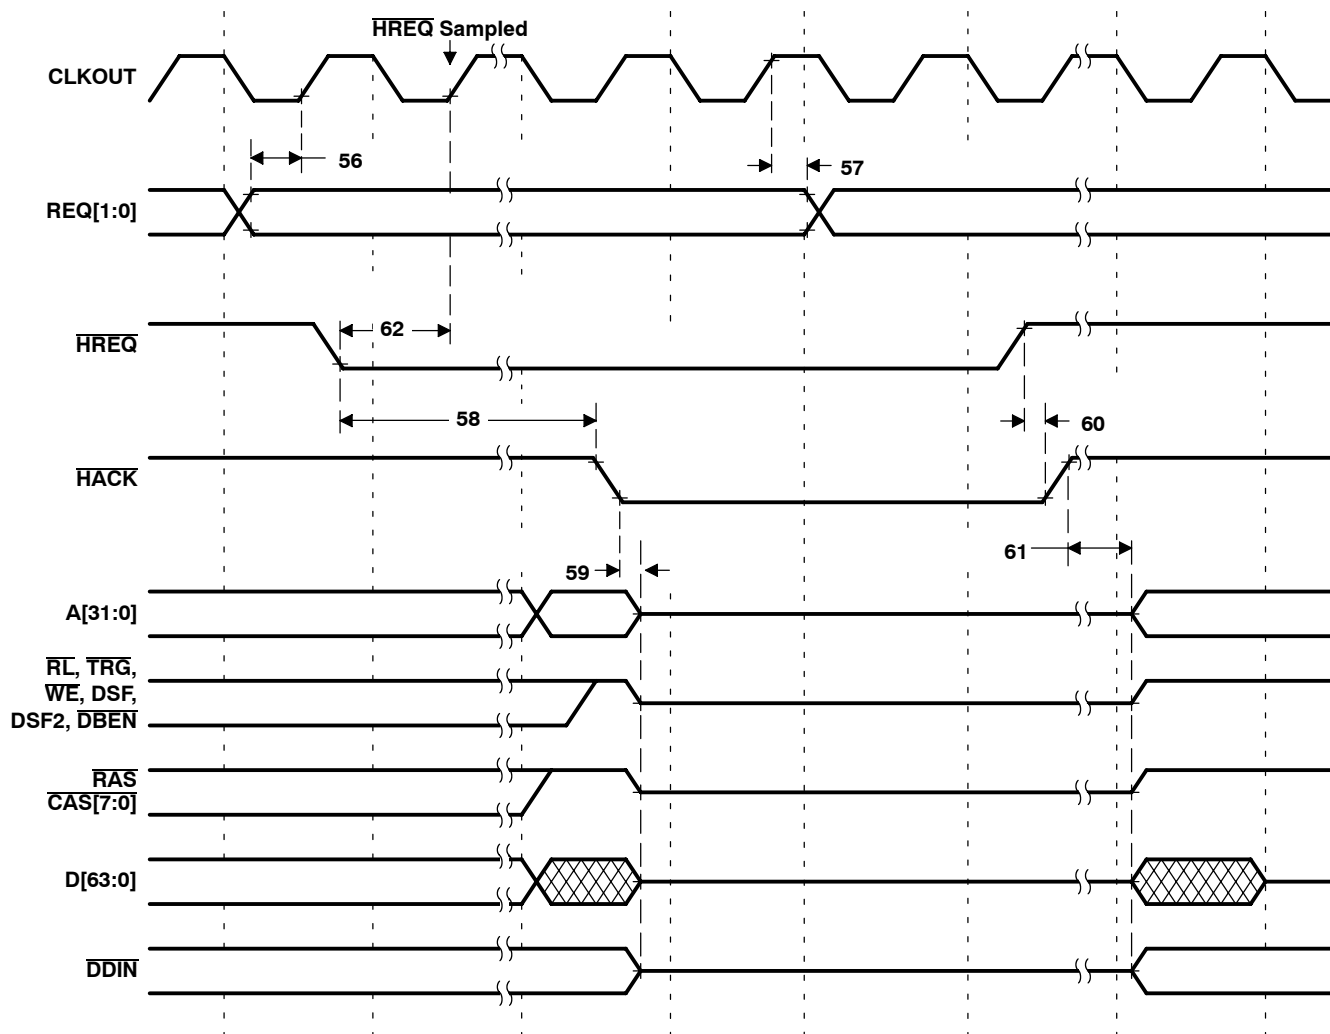 HREQ Sampled
CLKOUT
56
57
REQ[1:0]
62
HREQ
58
60
HACK
61
59
A[31:0]
RL, TRG,
WE, DSF,
DSF2, DBEN
RAS
CAS[7:0]
D[63:0]
DDIN